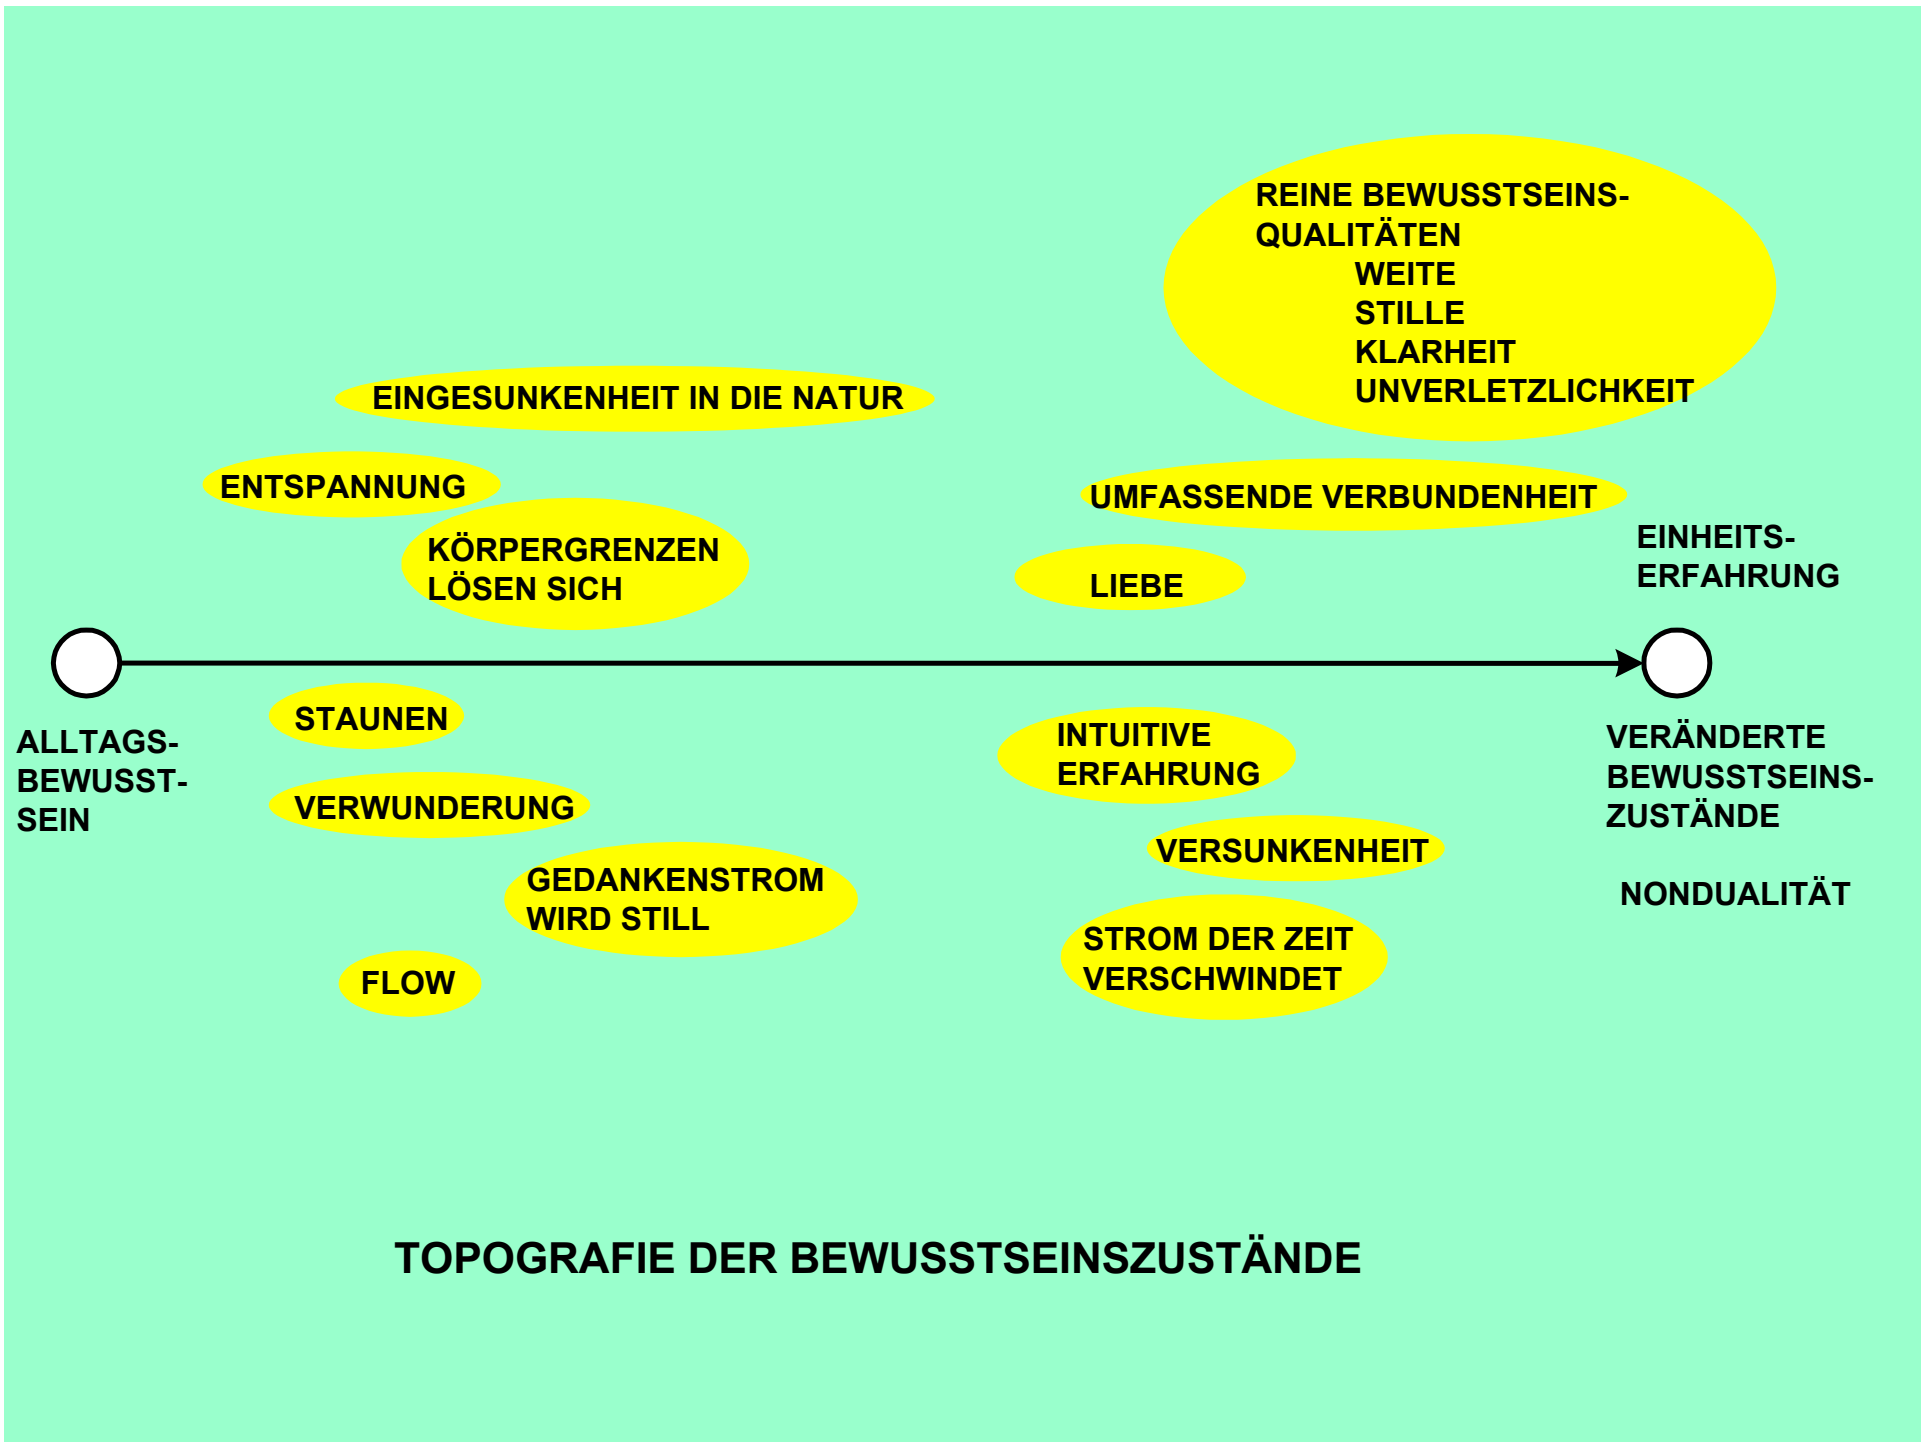 REINE BEWUSSTSEINS-
QUALITÄTEN
WEITE
STILLE
KLARHEIT
UNVERLETZLICHKEIT
EINGESUNKENHEIT IN DIE NATUR
ENTSPANNUNG
KÖRPERGRENZEN
LÖSEN SICH
UMFASSENDE VERBUNDENHEIT
LIEBE
EINHEITS-
ERFAHRUNG
ALLTAGS-
BEWUSST-
SEIN
STAUNEN
VERWUNDERUNG
GEDANKENSTROM
WIRD STILL
FLOW
INTUITIVE
ERFAHRUNG
VERSUNKENHEIT
STROM DER ZEIT
VERSCHWINDET
VERÄNDERTE
BEWUSSTSEINS-
ZUSTÄNDE
NONDUALITÄT
TOPOGRAFIE DER BEWUSSTSEINSZUSTÄNDE